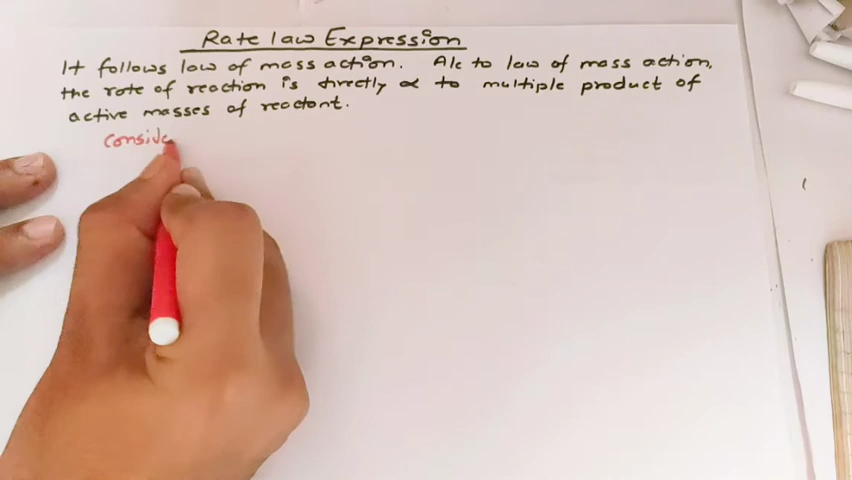 Rate law Expression
It follows law of mass action. Alc to law of mass action,
the rate of reaction is directly ∝ to multiple product of
active masses of reactant.
Conside